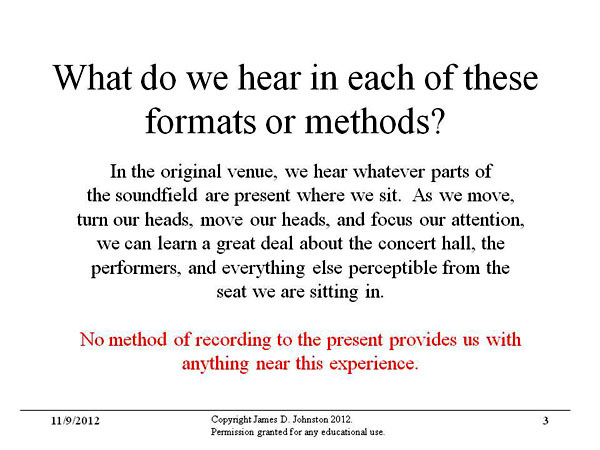 What do we hear in each of these
formats or methods?
In the original venue, we hear whatever parts of
the soundfield are present where we sit. As we move,
turn our heads, move our heads, and focus our attention,
we can learn a great deal about the concert hall, the
performers, and everything else perceptible from the
seat we are sitting in.
No method of recording to the present provides us with
anything near this experience.
11/9/2012
Copyright James D. Johnston 2012.
Permission granted for any educational use.
3